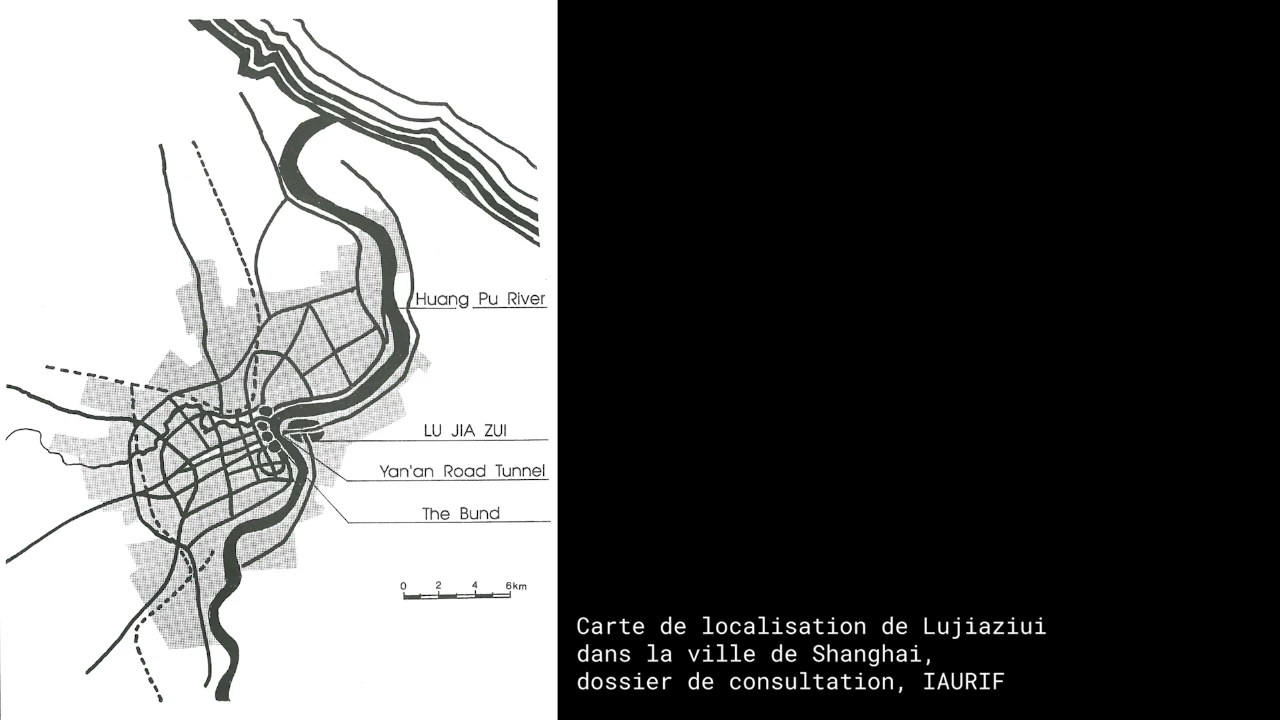 Huang Pu River
LU JIA ZUI
Yan'an Road Tunnel
The Bund
0 2 4 6km
Carte de localisation de Lujiaziui
dans la ville de Shanghai,
dossier de consultation, IAURIF